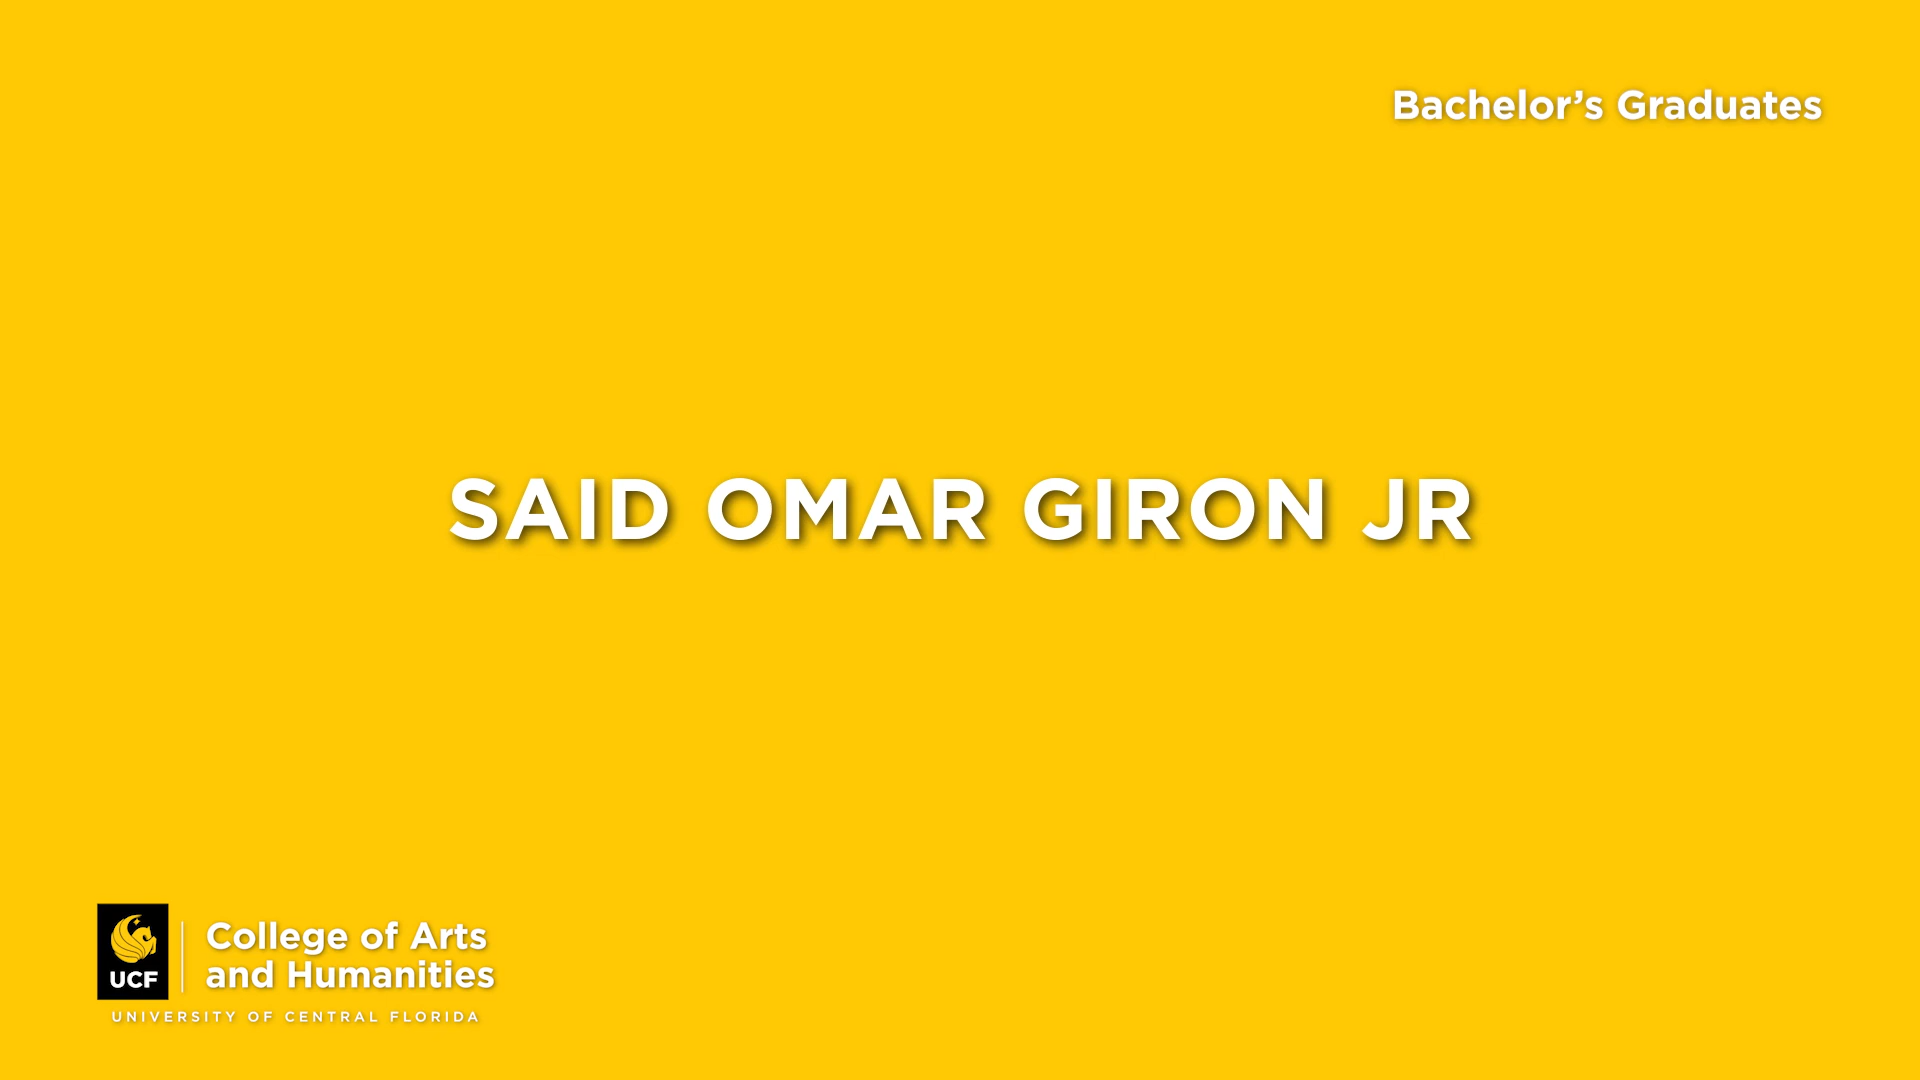 Bachelor’s Graduates
SAID OMAR GIRON JR
UCF
College of Arts
and Humanities
UNIVERSITY OF CENTRAL FLORIDA